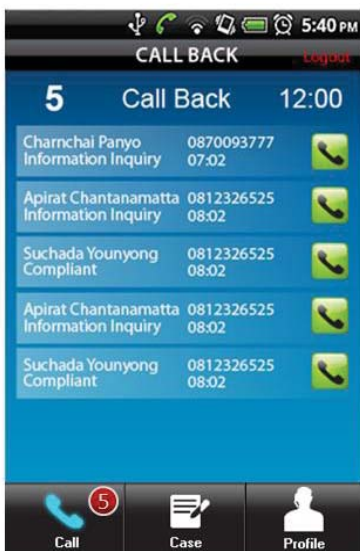 5:40 PM
CALL BACK Logout
5 Call Back 12:00
Charnchai Panyo 0870093777
Information Inquiry 07:02
Apirat Chantanamatta 0812326525
Information Inquiry 08:02
Suchada Younyong 0812326525
Compliant 08:02
Apirat Chantanamatta 0812326525
Information Inquiry 08:02
Suchada Younyong 0812326525
Compliant 08:02
5
Call Case Profile